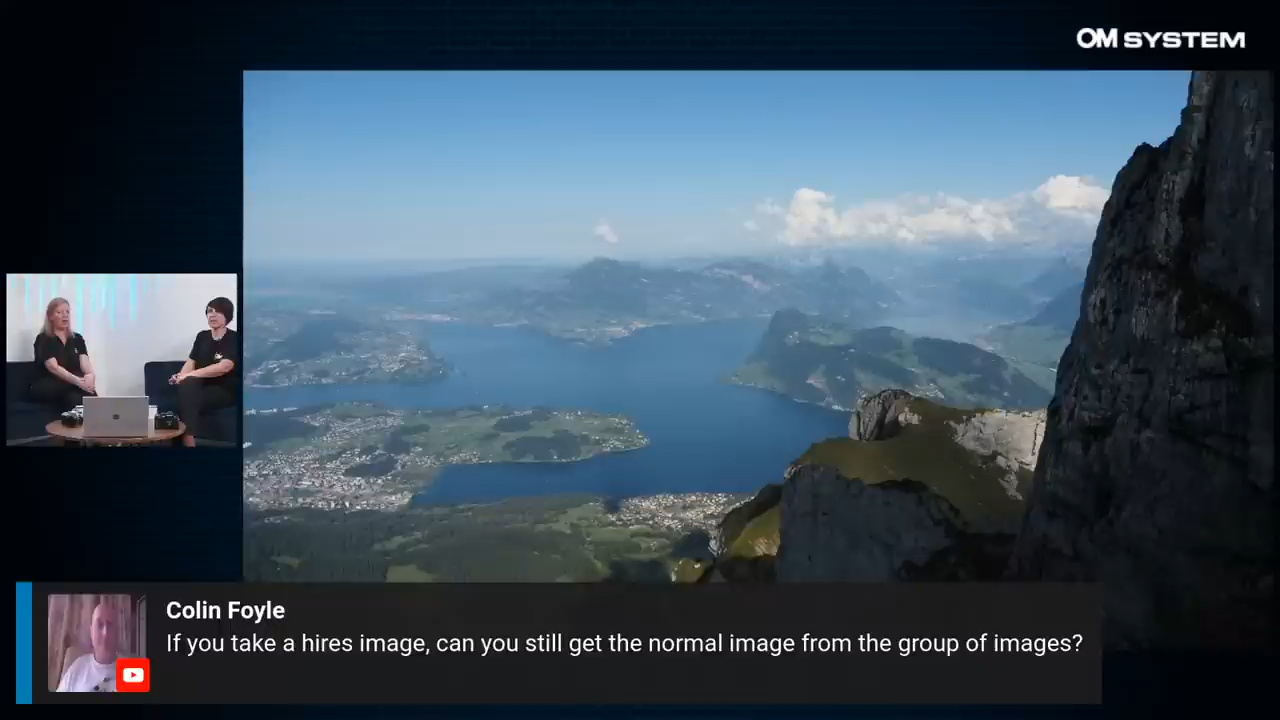 OM SYSTEM
Colin Foyle
If you take a hires image, can you still get the normal image from the group of images?